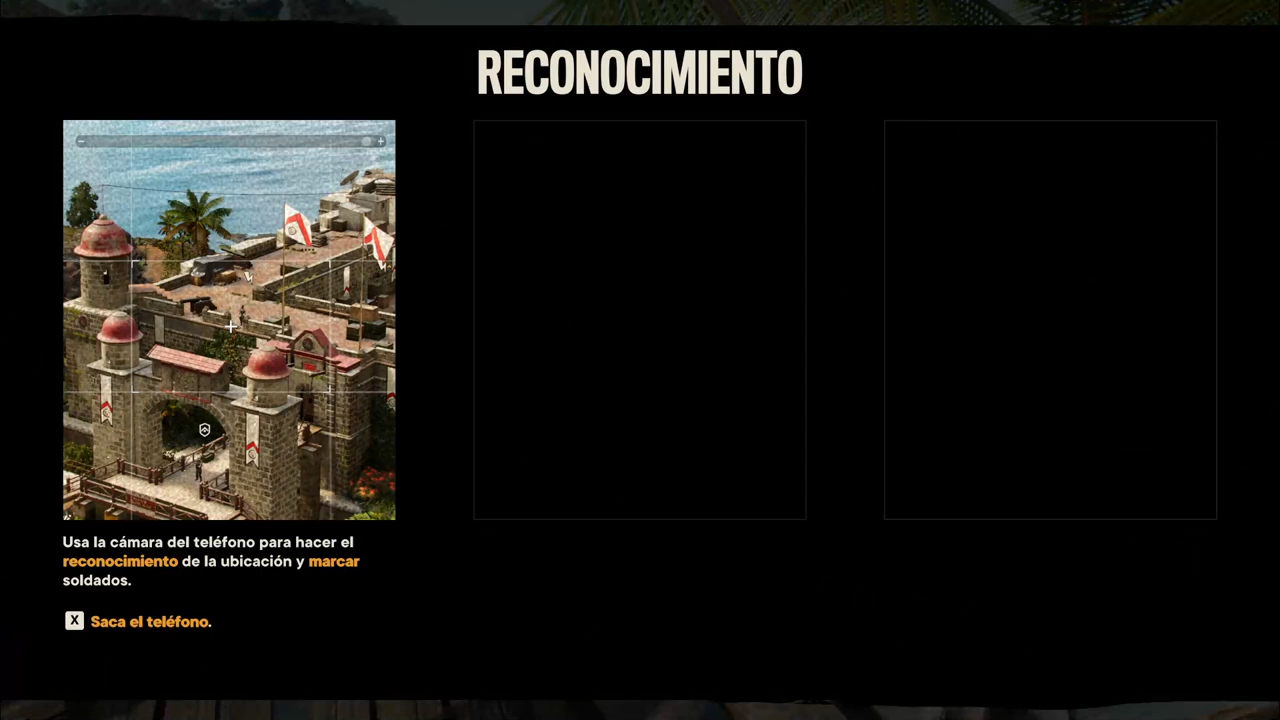 RECONOCIMIENTO
Usa la cámara del teléfono para hacer el
reconocimiento de la ubicación y marcar
soldados.
X Saca el teléfono.